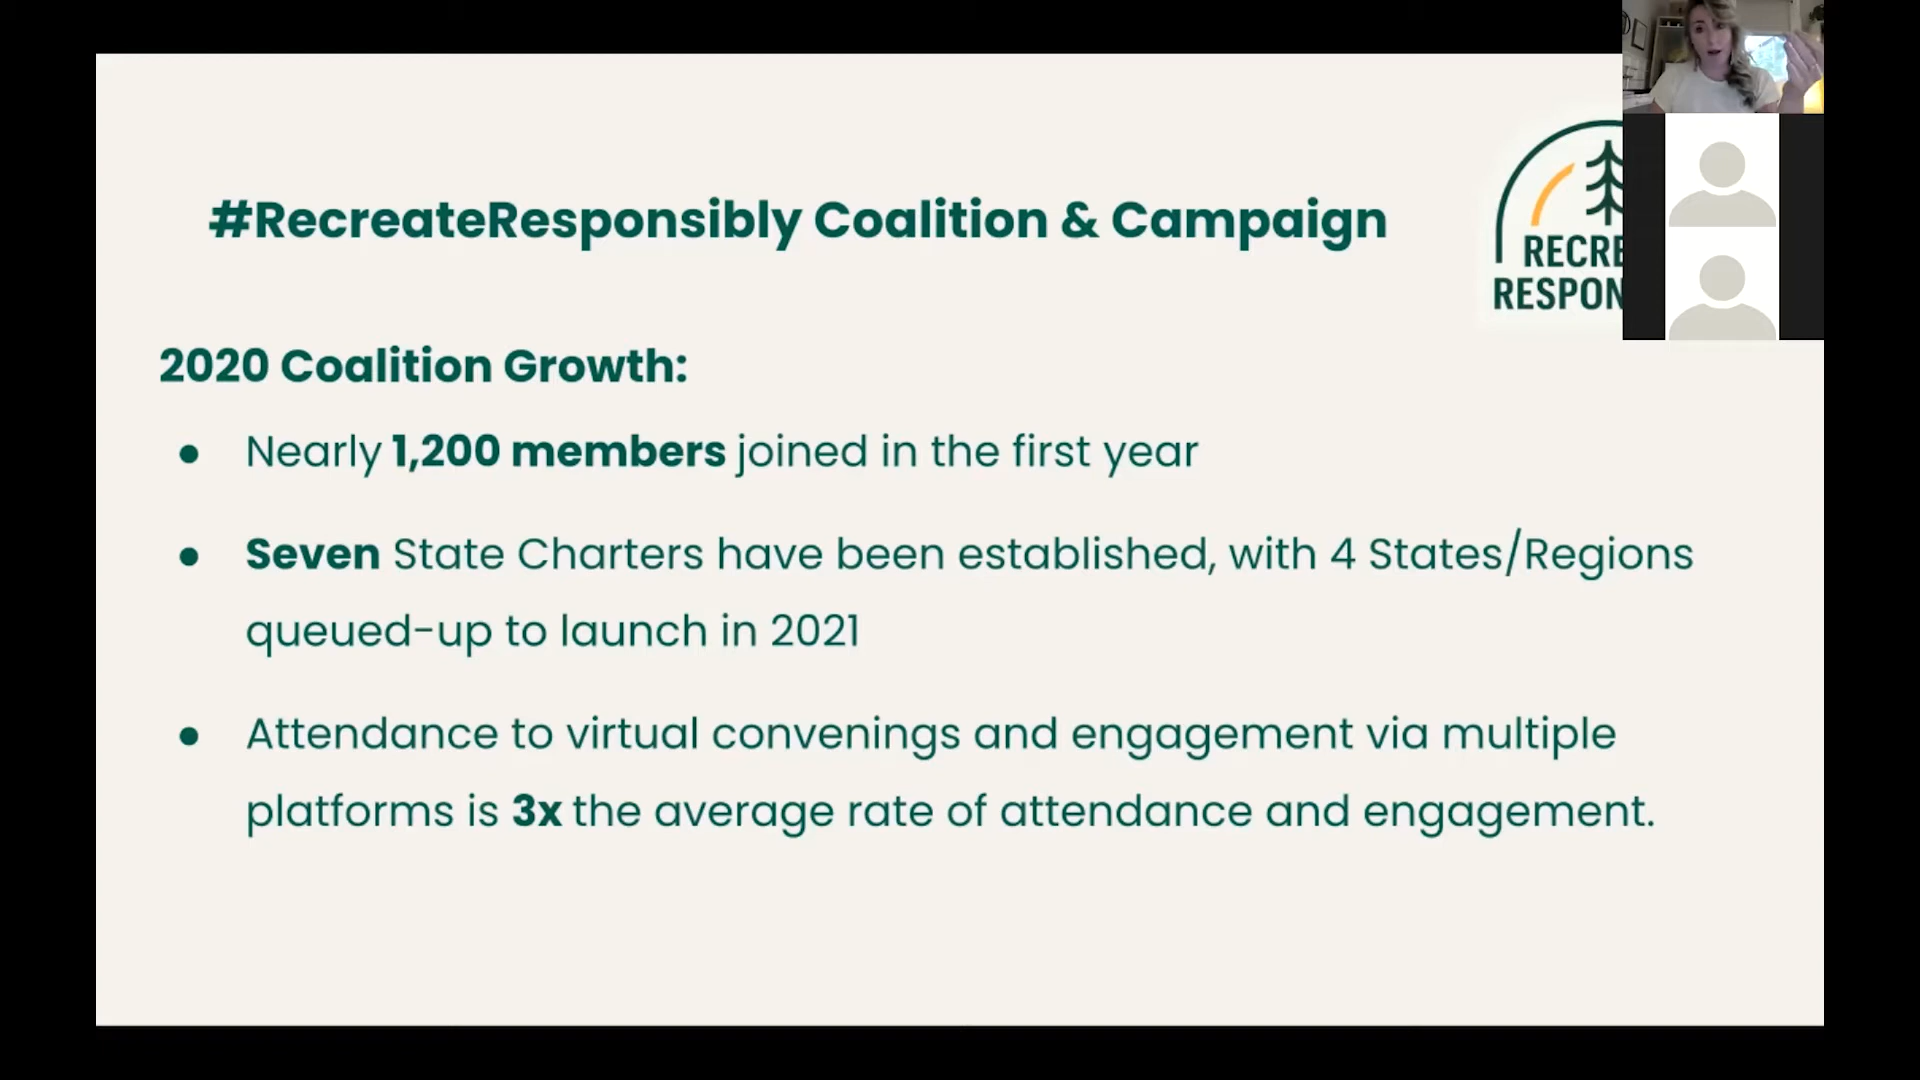 #RecreateResponsibly Coalition & Campaign
RECRE
RESPON
2020 Coalition Growth:
● Nearly 1,200 members joined in the first year
● Seven State Charters have been established, with 4 States/Regions
queued-up to launch in 2021
● Attendance to virtual convenings and engagement via multiple
platforms is 3x the average rate of attendance and engagement.